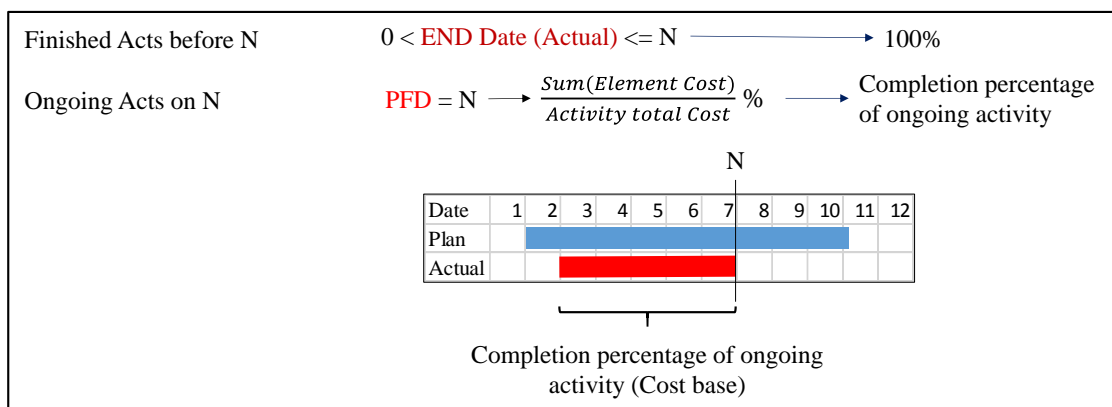 Finished Acts before N 0 < END Date (Actual) <= N 100%
Ongoing Acts on N PFD = N Sum(Element Cost) / Activity total Cost % Completion percentage
of ongoing activity
N
Date 1 2 3 4 5 6 7 8 9 10 11 12
Plan
Actual
Completion percentage of ongoing
activity (Cost base)